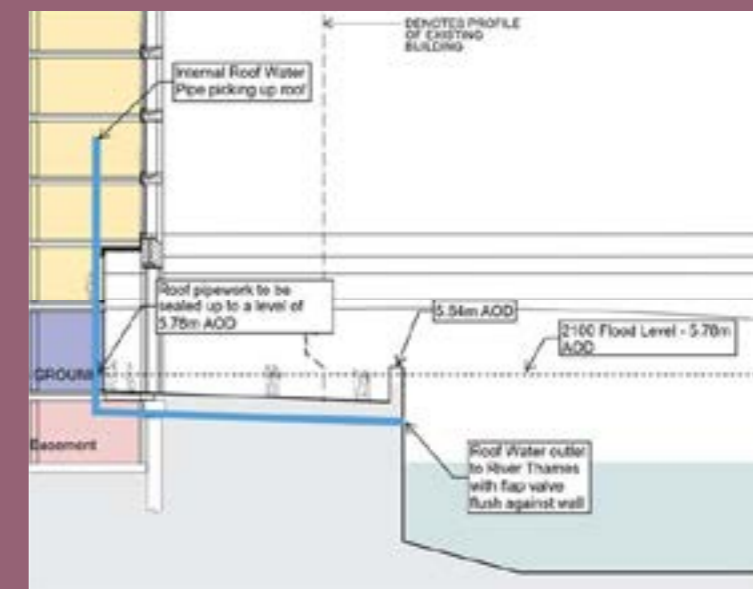 DENOTES PROFILE
OF EXISTING
BUILDING
Internal Roof Water
Pipe picking up roof
Roof pipework to be
sealed up to a level of
5.78m AOD
5.94m AOD
2100 Flood Level - 5.78m
AOD
GROUND
Basement
Roof Water outlet
to River Thames
with flap valve
flush against wall